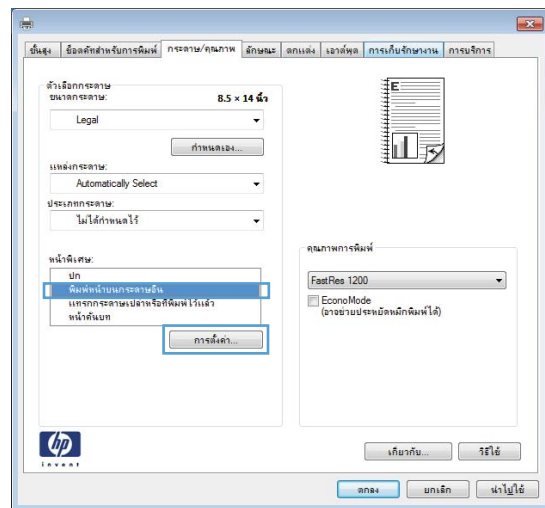 ขั้นสูง ช็อตคัทสำหรับการพิมพ์ กระดาษ/คุณภาพ ลักษณะ ตกแต่ง เอาต์พุต การเก็บรักษางาน การบริการ
ตัวเลือกกระดาษ
ขนาดกระดาษ: 8.5 × 14 นิ้ว
Legal
กำหนดเอง...
แหล่งกระดาษ:
Automatically Select
ประเภทกระดาษ:
ไม่ได้กำหนดไว้
หน้าพิเศษ:
ปก
พิมพ์หน้าบนกระดาษอื่น
แทรกกระดาษเปล่าหรือที่พิมพ์ไว้แล้ว
หน้าคั่นบท
การตั้งค่า...
E
คุณภาพการพิมพ์
FastRes 1200
EconoMode
(อาจช่วยประหยัดหมึกพิมพ์ได้)
hp
invent
เกี่ยวกับ... วิธีใช้
ตกลง ยกเลิก นำไปใช้